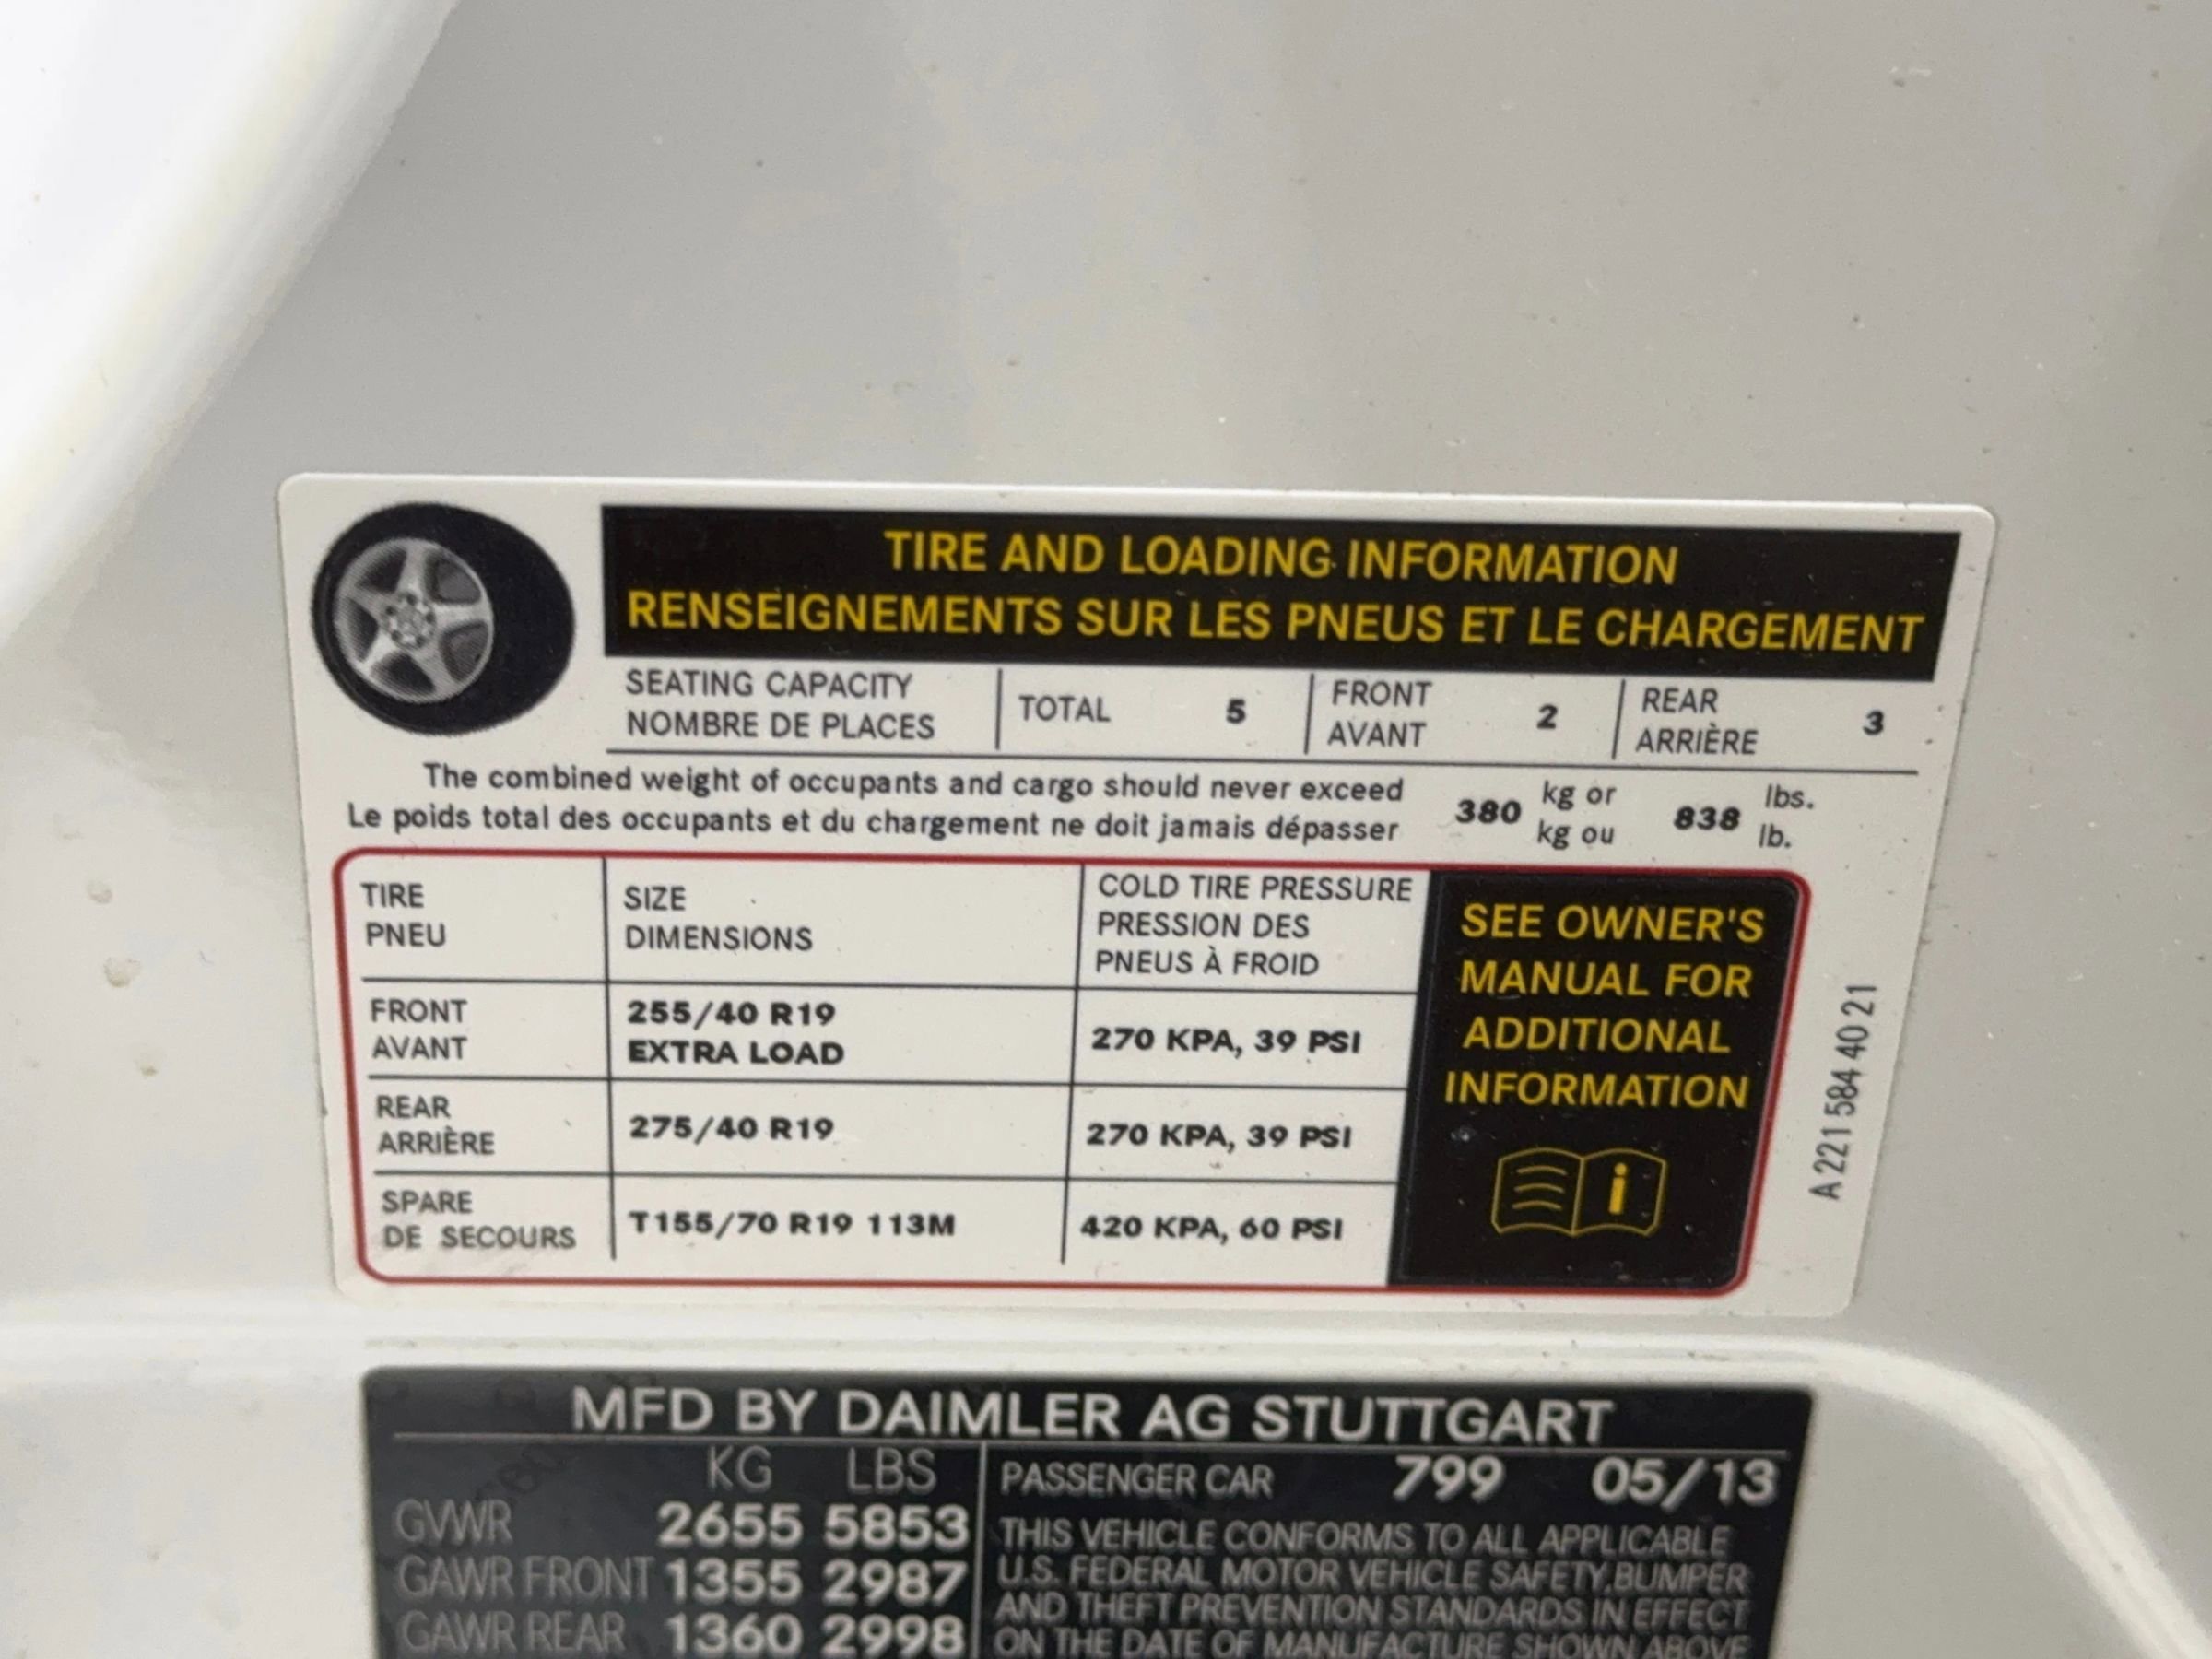 TIRE AND LOADING INFORMATION
RENSEIGNEMENTS SUR LES PNEUS ET LE CHARGEMENT
SEATING CAPACITY
NOMBRE DE PLACES
TOTAL 5
FRONT
AVANT
2
REAR
ARRIÈRE
3
The combined weight of occupants and cargo should never exceed
Le poids total des occupants et du chargement ne doit jamais dépasser
380
kg or
kg ou
838
lbs.
lb.
TIRE
PNEU
SIZE
DIMENSIONS
COLD TIRE PRESSURE
PRESSION DES
PNEUS À FROID
FRONT
AVANT
255/40 R19
EXTRA LOAD
270 KPA, 39 PSI
REAR
ARRIÈRE
275/40 R19
270 KPA, 39 PSI
SPARE
DE SECOURS
T155/70 R19 113M
420 KPA, 60 PSI
SEE OWNER'S
MANUAL FOR
ADDITIONAL
INFORMATION
i
A 221 584 40 21
MFD BY DAIMLER AG STUTTGART
KG LBS
GVWR 2655 5853
GAWR FRONT 1355 2987
GAWR REAR 1360 2998
PASSENGER CAR 799 05/13
THIS VEHICLE CONFORMS TO ALL APPLICABLE
U.S. FEDERAL MOTOR VEHICLE SAFETY,BUMPER
AND THEFT PREVENTION STANDARDS IN EFFECT
ON THE DATE OF MANUFACTURE SHOWN ABOVE